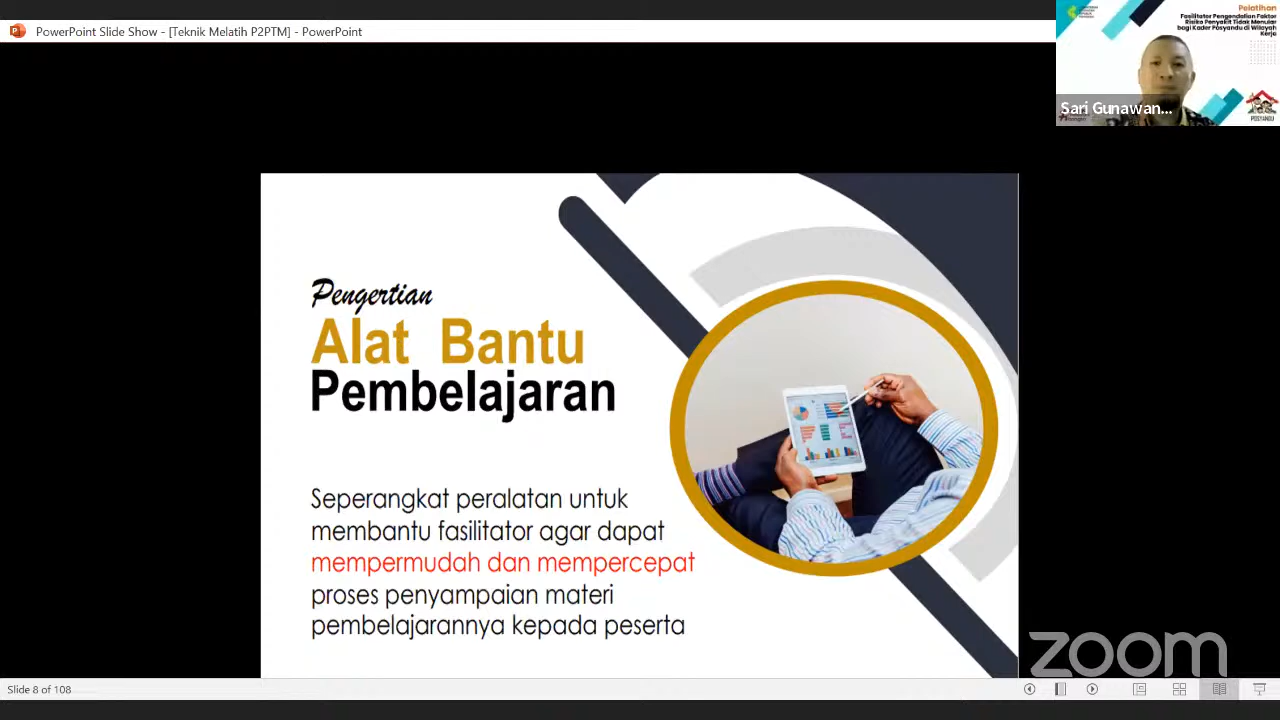 PowerPoint Slide Show - [Teknik Melatih P2PTM] - PowerPoint
Pelatihan
Fasilitator Pengendalian Faktor
Risiko Penyakit Tidak Menular
bagi Kader Posyandu di Wilayah
Kerja
Sari Gunawan...
POSYANDU
Pengertian
Alat Bantu
Pembelajaran
Seperangkat peralatan untuk
membantu fasilitator agar dapat
mempermudah dan mempercepat
proses penyampaian materi
pembelajarannya kepada peserta
zoom
Slide 8 of 108